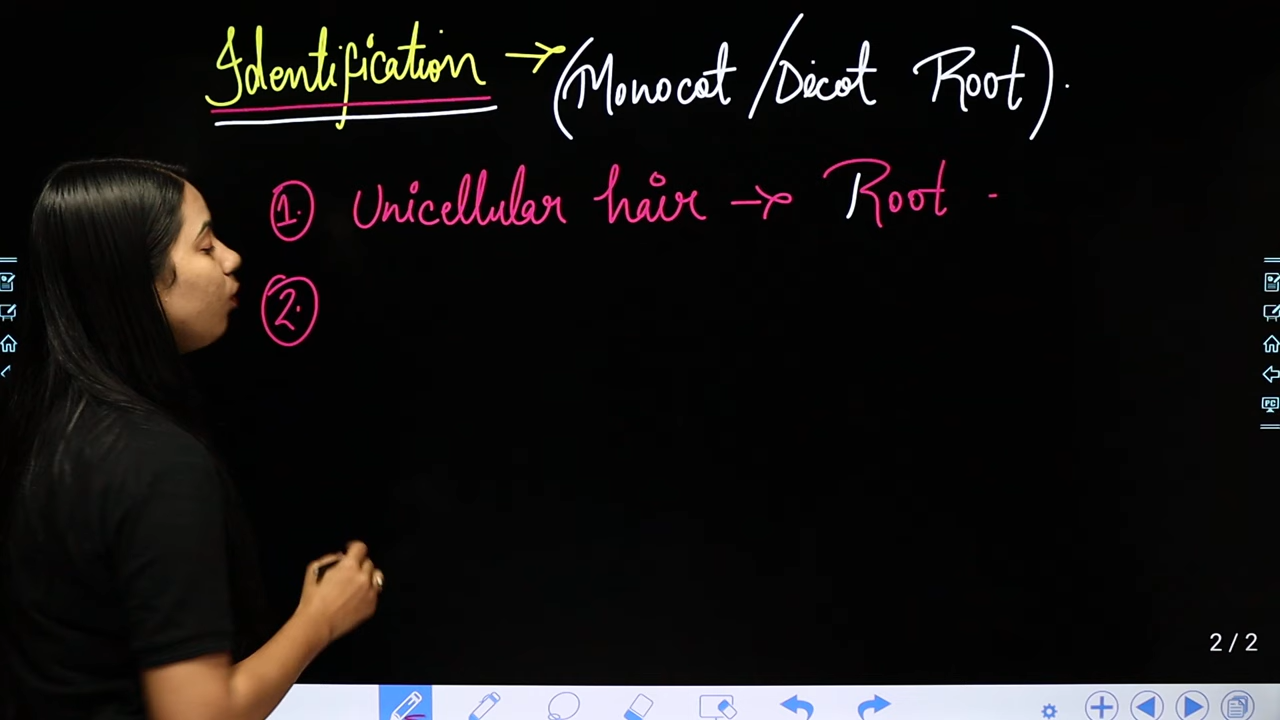 Identification → (Monocot / Dicot Root).
1. Unicellular hair → Root -
2.
2 / 2